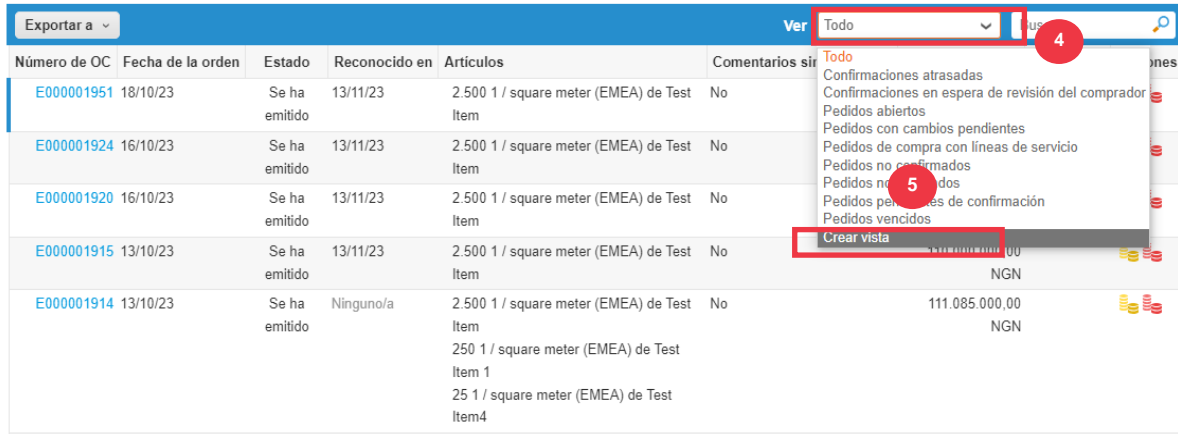 Exportar a
Ver Todo
Bus
4
Número de OC Fecha de la orden Estado Reconocido en Artículos Comentarios sin ones
Todo
Confirmaciones atrasadas
Confirmaciones en espera de revisión del comprador
Pedidos abiertos
Pedidos con cambios pendientes
Pedidos de compra con líneas de servicio
Pedidos no confirmados
Pedidos no ados
5
Pedidos pendientes de confirmación
Pedidos vencidos
Crear vista
E000001951 18/10/23 Se ha 13/11/23 2.500 1 / square meter (EMEA) de Test No
emitido Item
E000001924 16/10/23 Se ha 13/11/23 2.500 1 / square meter (EMEA) de Test No
emitido Item
E000001920 16/10/23 Se ha 13/11/23 2.500 1 / square meter (EMEA) de Test No
emitido Item
E000001915 13/10/23 Se ha 13/11/23 2.500 1 / square meter (EMEA) de Test No
emitido Item NGN
E000001914 13/10/23 Se ha Ninguno/a 2.500 1 / square meter (EMEA) de Test No 111.085.000,00
emitido Item NGN
250 1 / square meter (EMEA) de Test
Item 1
25 1 / square meter (EMEA) de Test
Item4